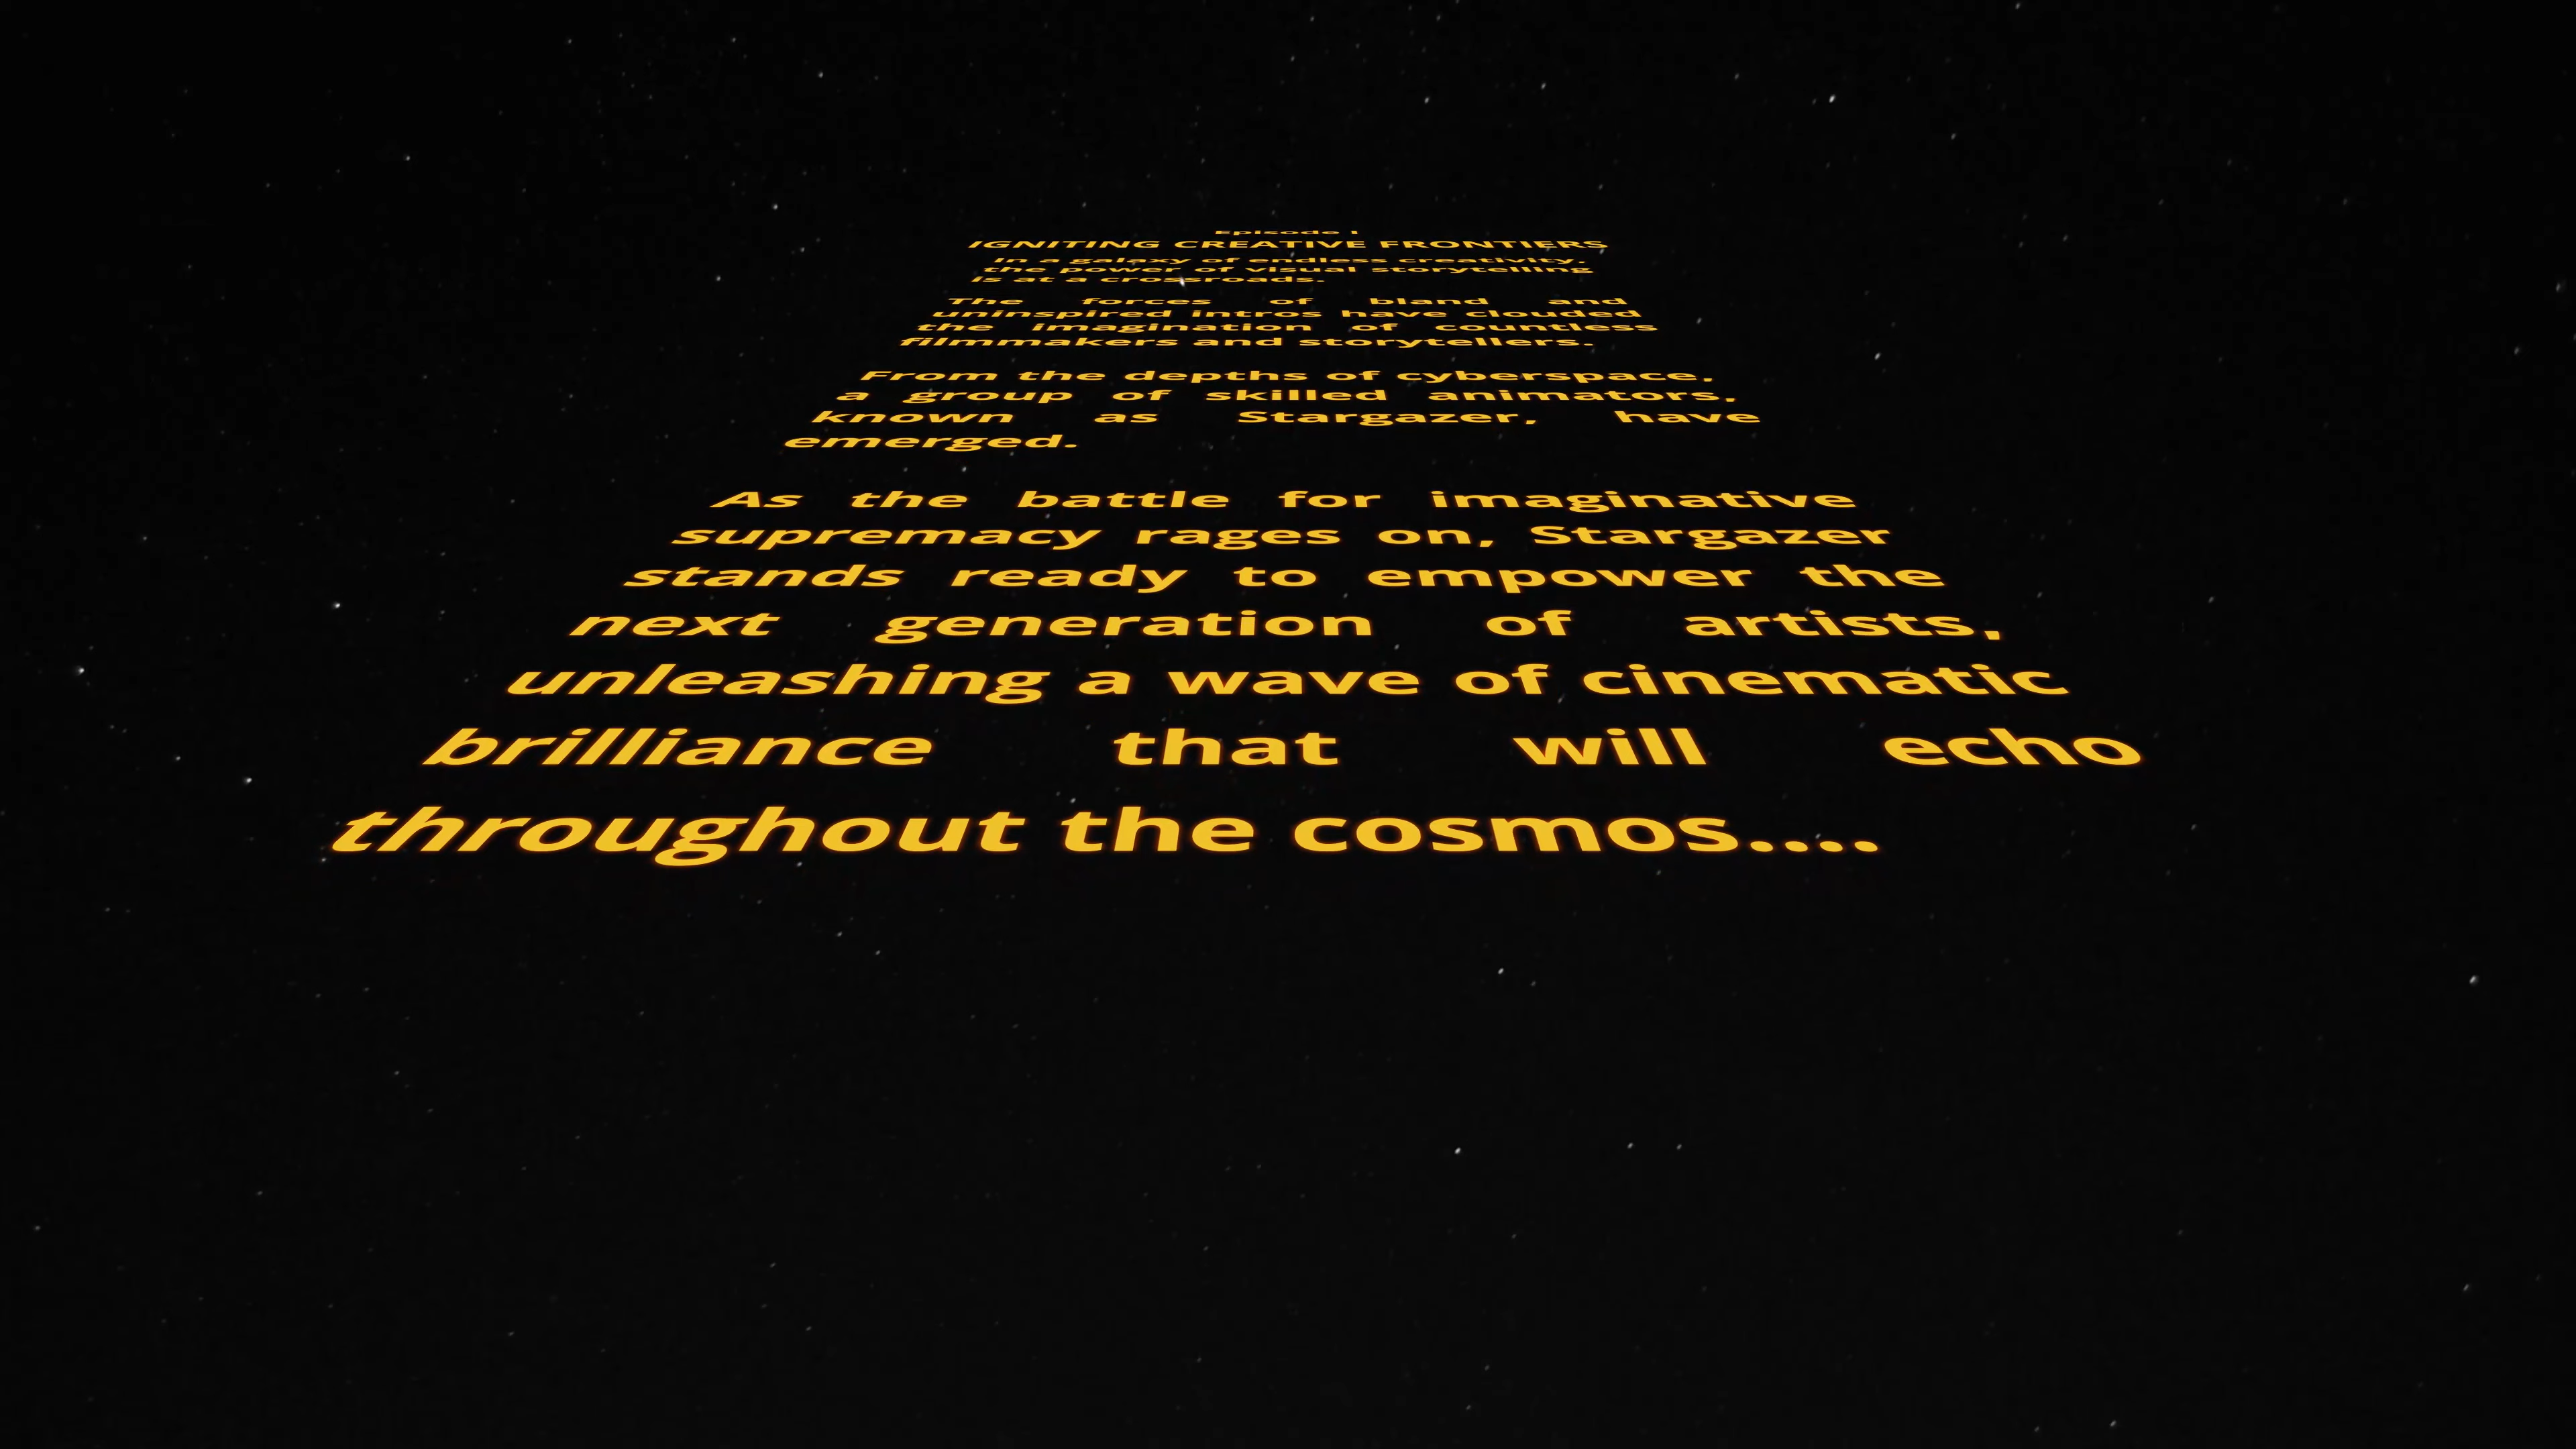 Episode I
IGNITING CREATIVE FRONTIERS
In a galaxy of endless creativity,
the power of visual storytelling
is at a crossroads.
The forces of bland and
uninspired intros have clouded
the imagination of countless
filmmakers and storytellers.
From the depths of cyberspace,
a group of skilled animators,
known as Stargazer, have
emerged.
As the battle for imaginative
supremacy rages on, Stargazer
stands ready to empower the
next generation of artists,
unleashing a wave of cinematic
brilliance that will echo
throughout the cosmos....